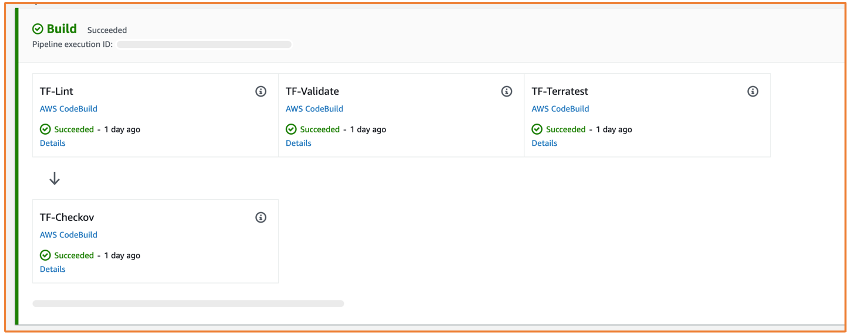 Build Succeeded
Pipeline execution ID:
TF-Lint
AWS CodeBuild
Succeeded - 1 day ago
Details
TF-Validate
AWS CodeBuild
Succeeded - 1 day ago
Details
TF-Terratest
AWS CodeBuild
Succeeded - 1 day ago
Details
TF-Checkov
AWS CodeBuild
Succeeded - 1 day ago
Details